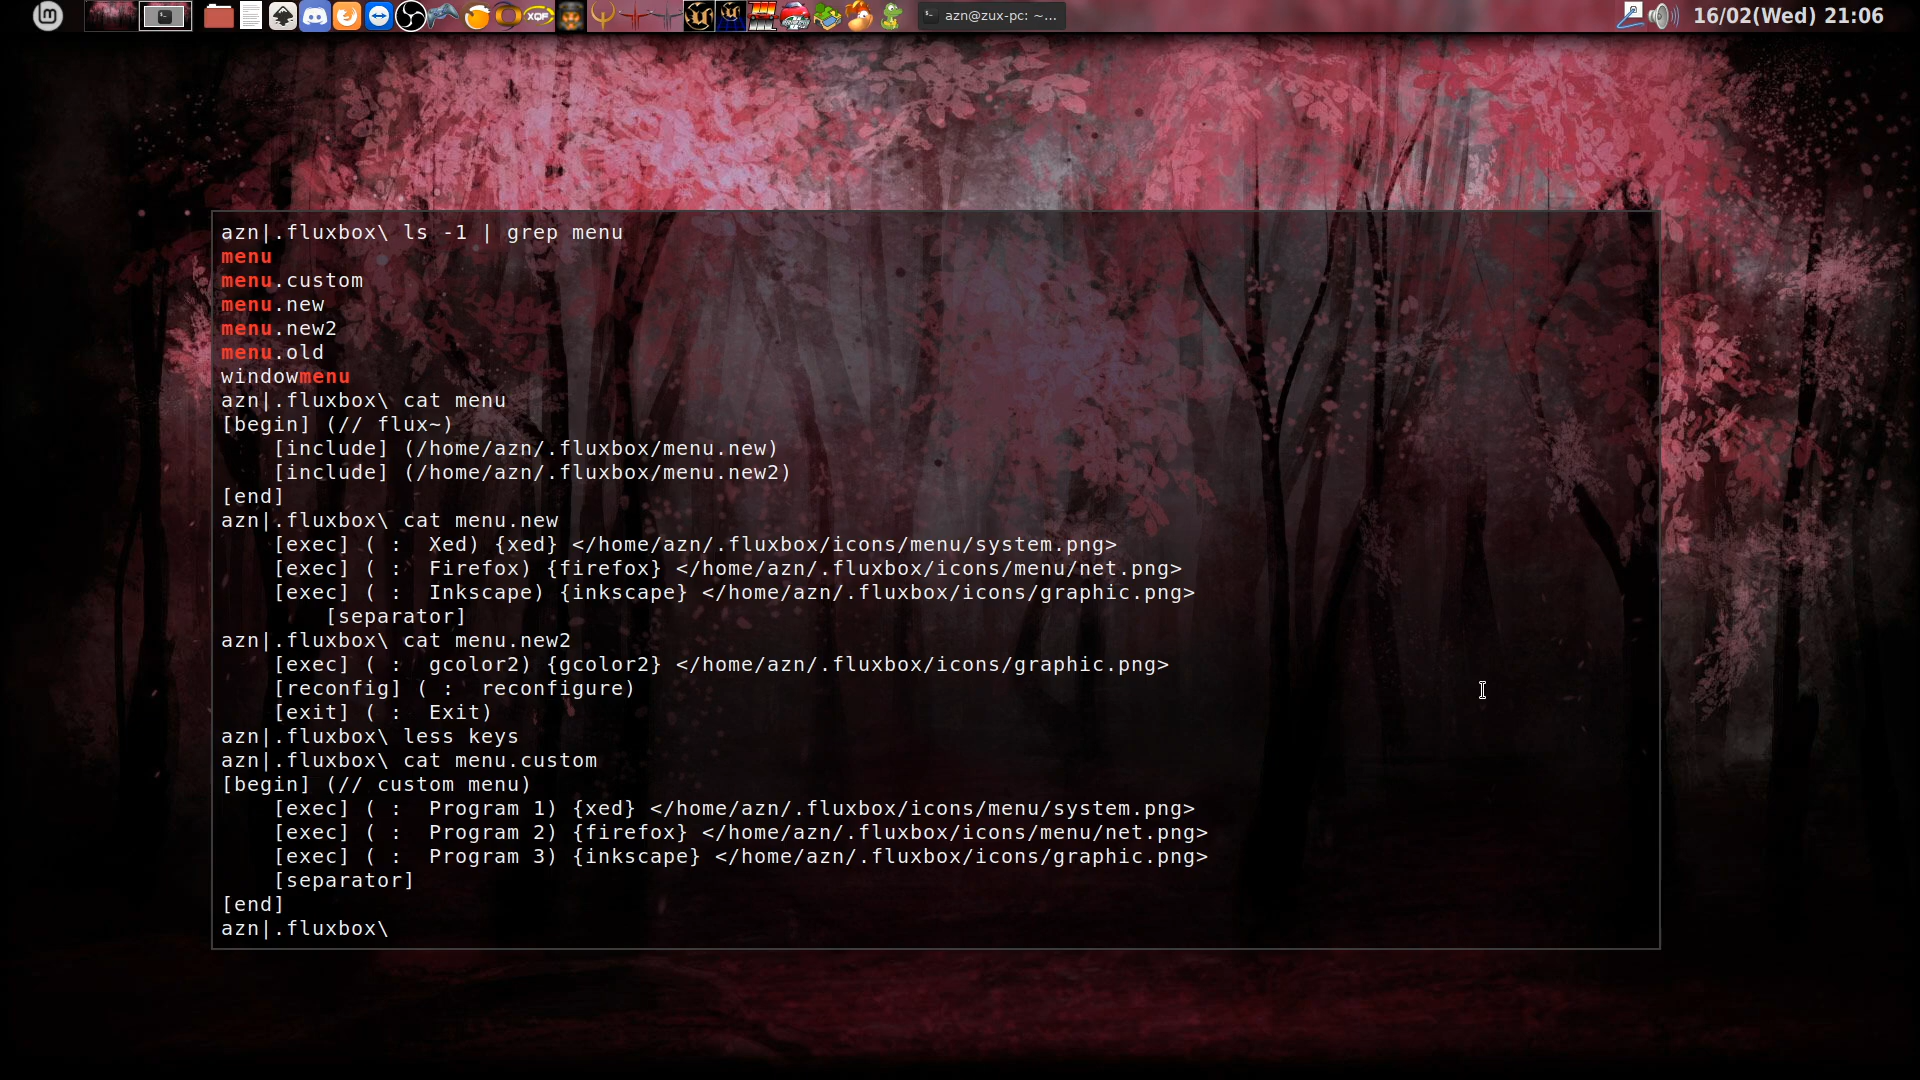 XQF
azn@zux-pc: ~...
16/02(Wed) 21:06
azn|.fluxbox\ ls -1 | grep menu
menu
menu.custom
menu.new
menu.new2
menu.old
windowmenu
azn|.fluxbox\ cat menu
[begin] (// flux~)
    [include] (/home/azn/.fluxbox/menu.new)
    [include] (/home/azn/.fluxbox/menu.new2)
[end]
azn|.fluxbox\ cat menu.new
    [exec] ( :  Xed) {xed} </home/azn/.fluxbox/icons/menu/system.png>
    [exec] ( :  Firefox) {firefox} </home/azn/.fluxbox/icons/menu/net.png>
    [exec] ( :  Inkscape) {inkscape} </home/azn/.fluxbox/icons/graphic.png>
        [separator]
azn|.fluxbox\ cat menu.new2
    [exec] ( :  gcolor2) {gcolor2} </home/azn/.fluxbox/icons/graphic.png>
    [reconfig] ( :  reconfigure)
    [exit] ( :  Exit)
azn|.fluxbox\ less keys
azn|.fluxbox\ cat menu.custom
[begin] (// custom menu)
    [exec] ( :  Program 1) {xed} </home/azn/.fluxbox/icons/menu/system.png>
    [exec] ( :  Program 2) {firefox} </home/azn/.fluxbox/icons/menu/net.png>
    [exec] ( :  Program 3) {inkscape} </home/azn/.fluxbox/icons/graphic.png>
    [separator]
[end]
azn|.fluxbox\